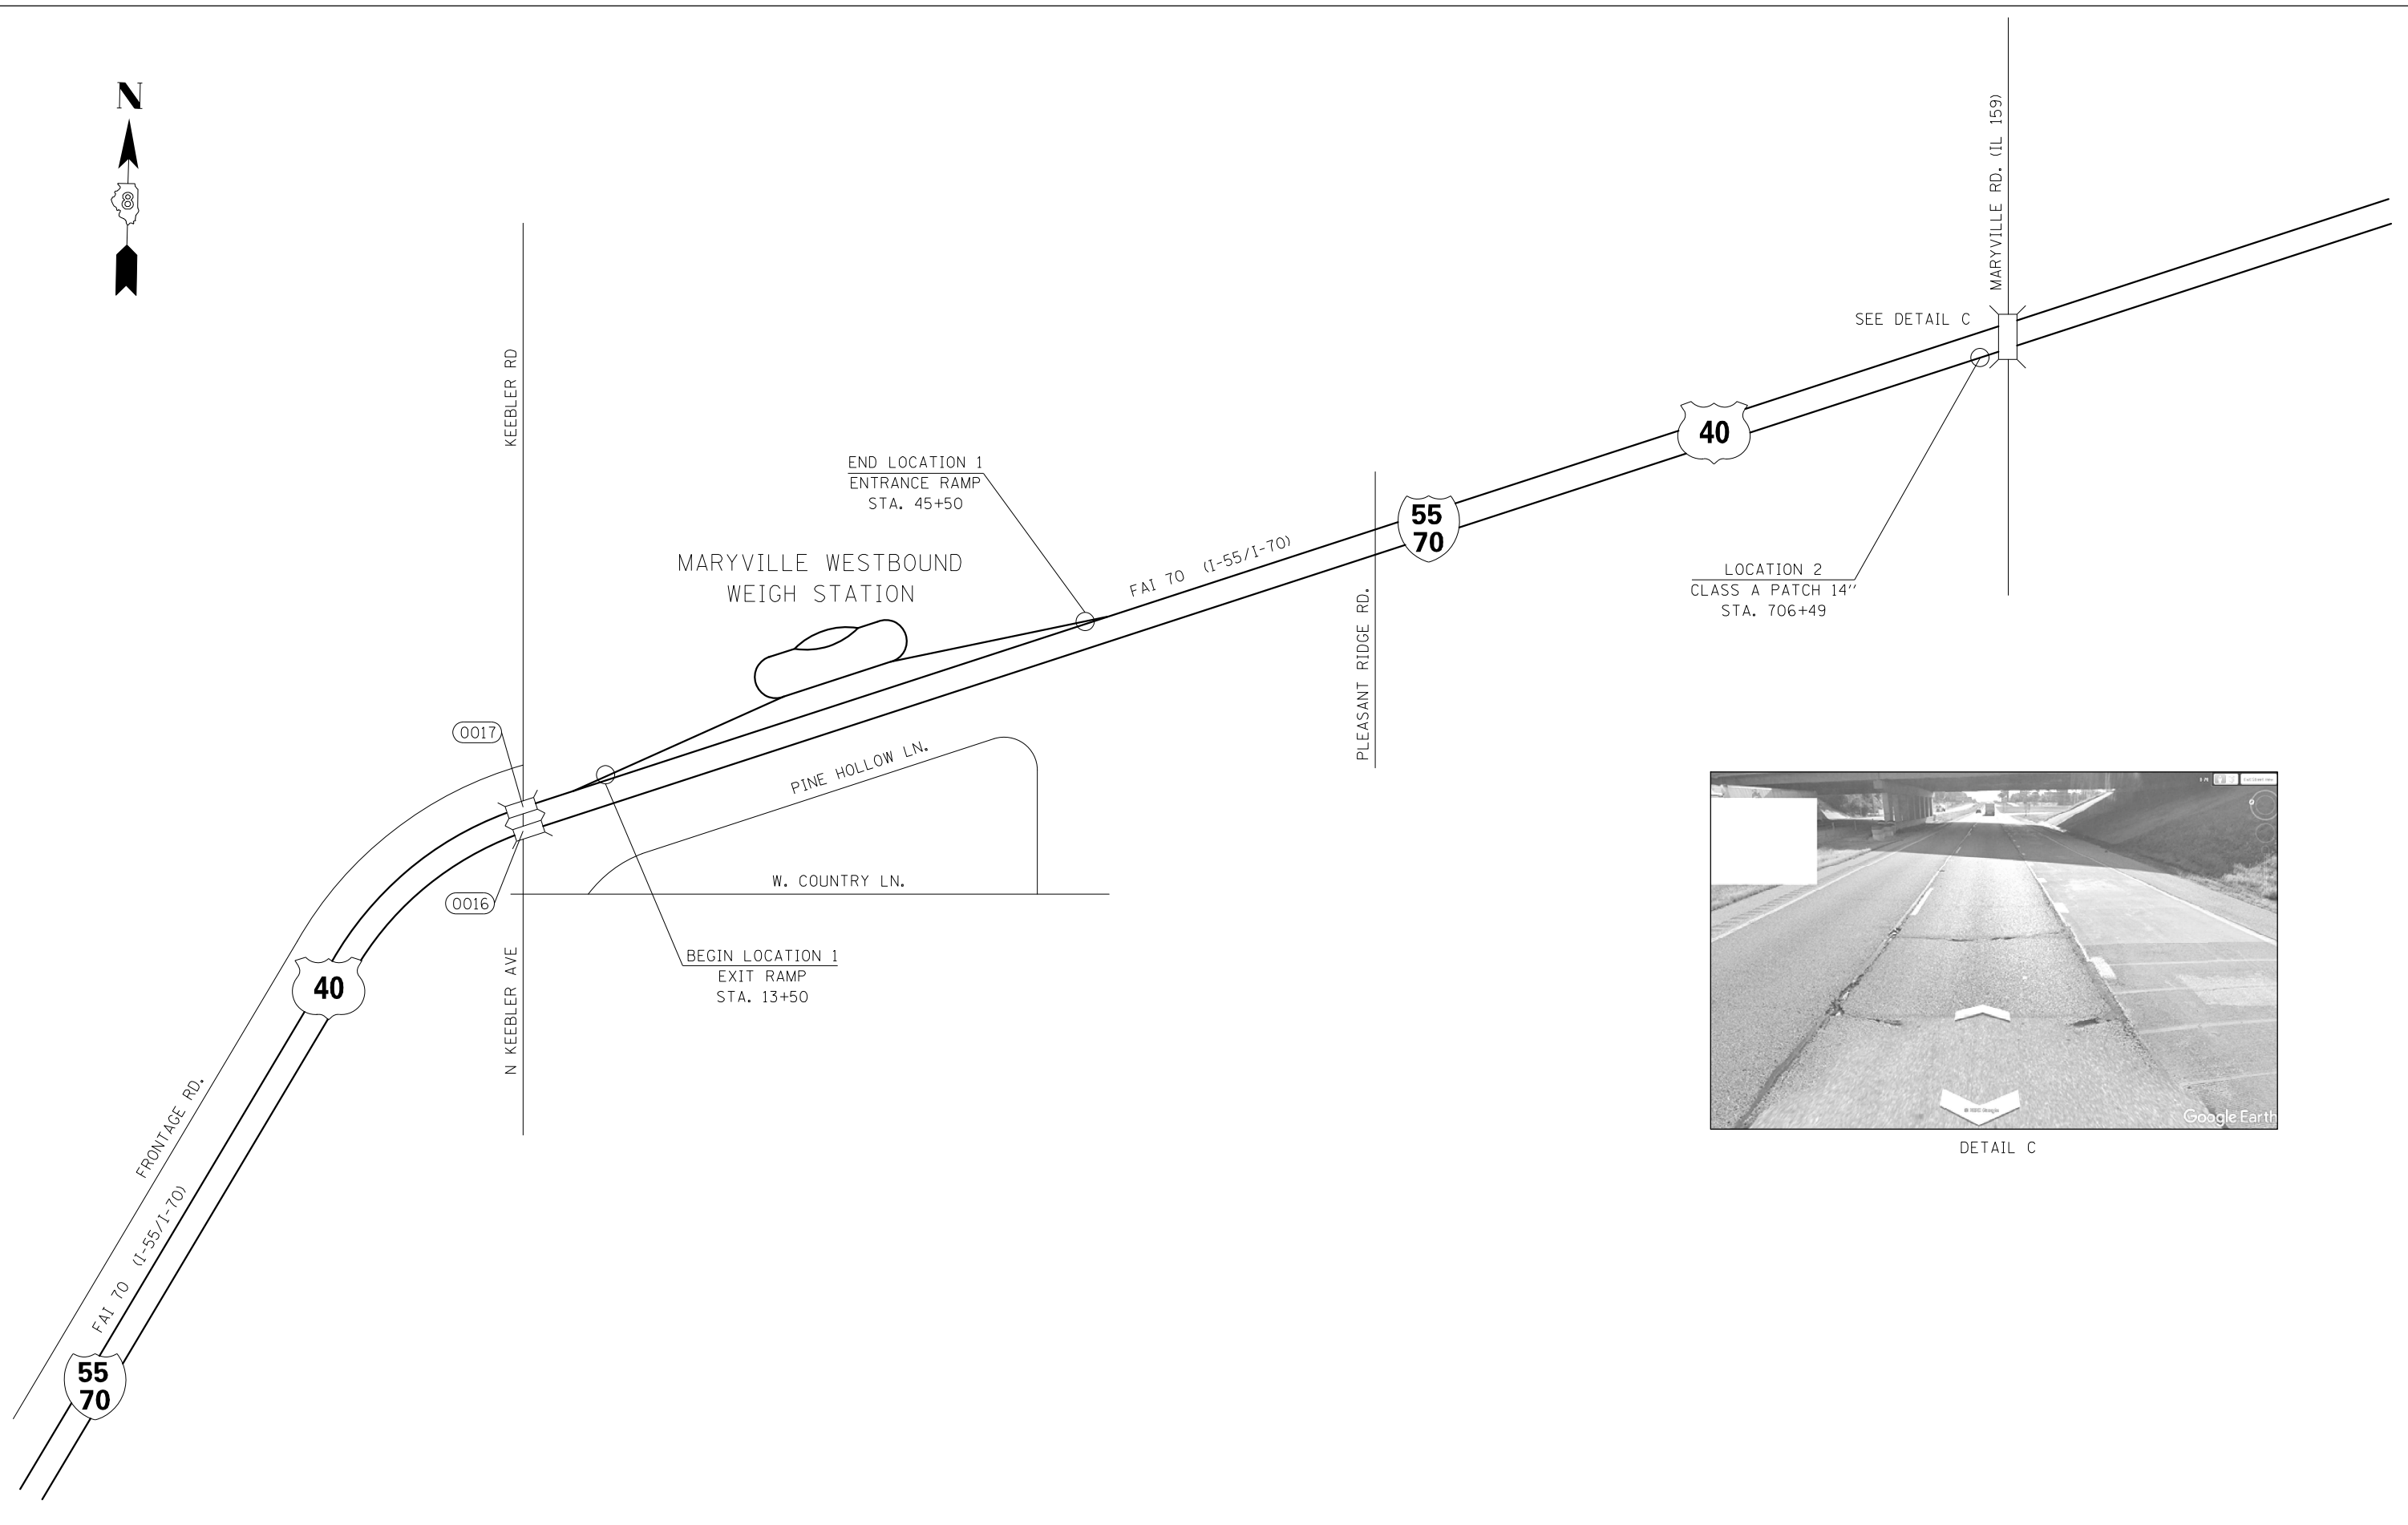 N
8
MARYVILLE RD. (IL 159)
SEE DETAIL C
KEEBLER RD
40
END LOCATION 1
ENTRANCE RAMP
STA. 45+50
55
70
FAI 70 (I-55/I-70)
MARYVILLE WESTBOUND
WEIGH STATION
LOCATION 2
CLASS A PATCH 14"
STA. 706+49
PLEASANT RIDGE RD.
0017
PINE HOLLOW LN.
W. COUNTRY LN.
0016
BEGIN LOCATION 1
EXIT RAMP
STA. 13+50
N KEEBLER AVE
40
FRONTAGE RD.
FAI 70 (I-55/I-70)
55
70
Google Earth
DETAIL C